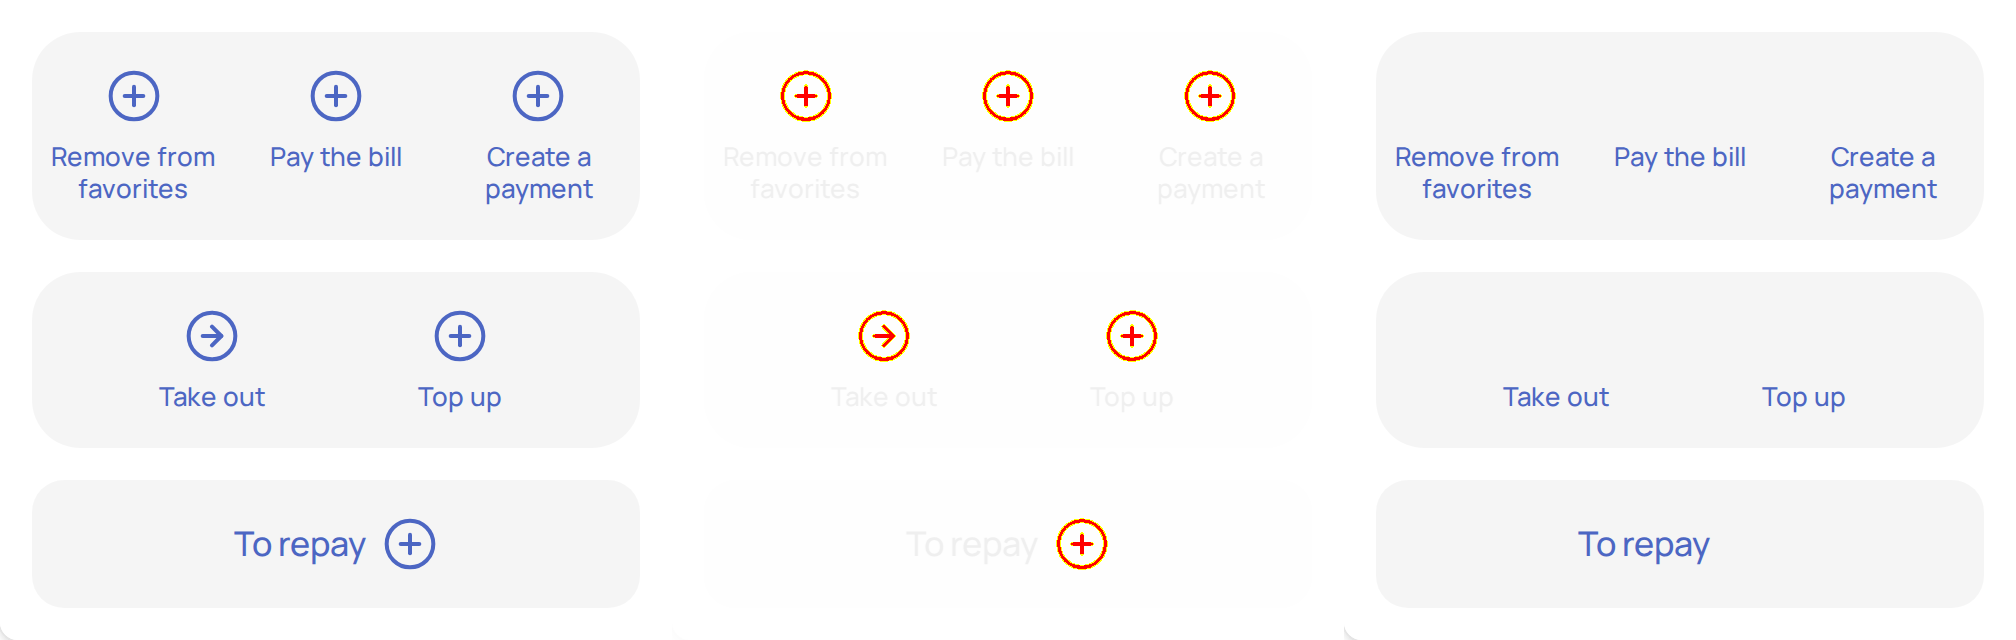 Remove from
favorites
Pay the bill
Create a
payment
Take out
Top up
To repay
Remove from
favorites
Pay the bill
Create a
payment
Take out
Top up
To repay
Remove from
favorites
Pay the bill
Create a
payment
Take out
Top up
To repay